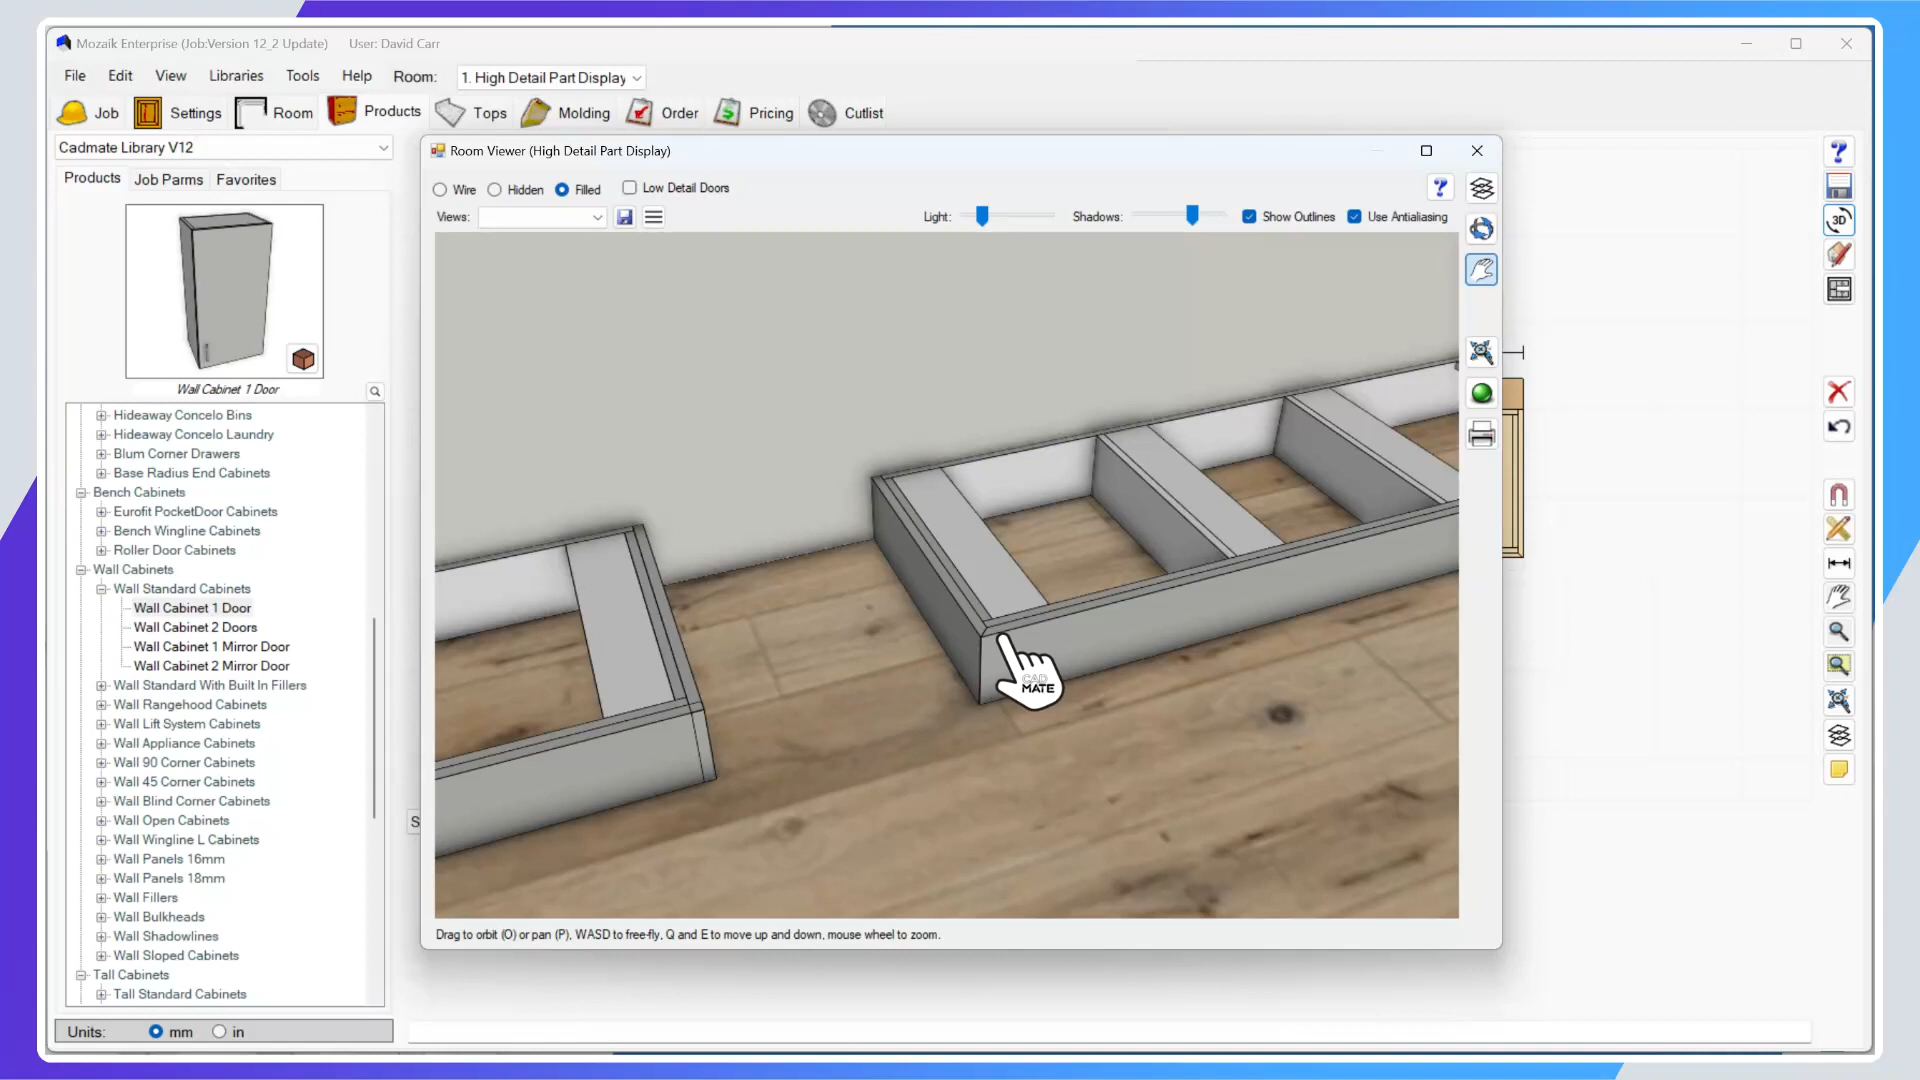 Mozaik Enterprise (Job:Version 12_2 Update) User: David Carr
File Edit View Libraries Tools Help Room: 1. High Detail Part Display
Job Settings Room Products Tops Molding Order Pricing Cutlist
Cadmate Library V12
Products Job Parms Favorites
Wall Cabinet 1 Door
Hideaway Concelo Bins
Hideaway Concelo Laundry
Blum Corner Drawers
Base Radius End Cabinets
Bench Cabinets
Eurofit PocketDoor Cabinets
Bench Wingline Cabinets
Roller Door Cabinets
Wall Cabinets
Wall Standard Cabinets
Wall Cabinet 1 Door
Wall Cabinet 2 Doors
Wall Cabinet 1 Mirror Door
Wall Cabinet 2 Mirror Door
Wall Standard With Built In Fillers
Wall Rangehood Cabinets
Wall Lift System Cabinets
Wall Appliance Cabinets
Wall 90 Corner Cabinets
Wall 45 Corner Cabinets
Wall Blind Corner Cabinets
Wall Open Cabinets
Wall Wingline L Cabinets
Wall Panels 16mm
Wall Panels 18mm
Wall Fillers
Wall Bulkheads
Wall Shadowlines
Wall Sloped Cabinets
Tall Cabinets
Tall Standard Cabinets
Units: mm in
Room Viewer (High Detail Part Display)
Wire Hidden Filled Low Detail Doors
Views: Light: Shadows: Show Outlines Use Antialiasing
CAD
MATE
S
Drag to orbit (O) or pan (P), WASD to free-fly, Q and E to move up and down, mouse wheel to zoom.
?
?
3D